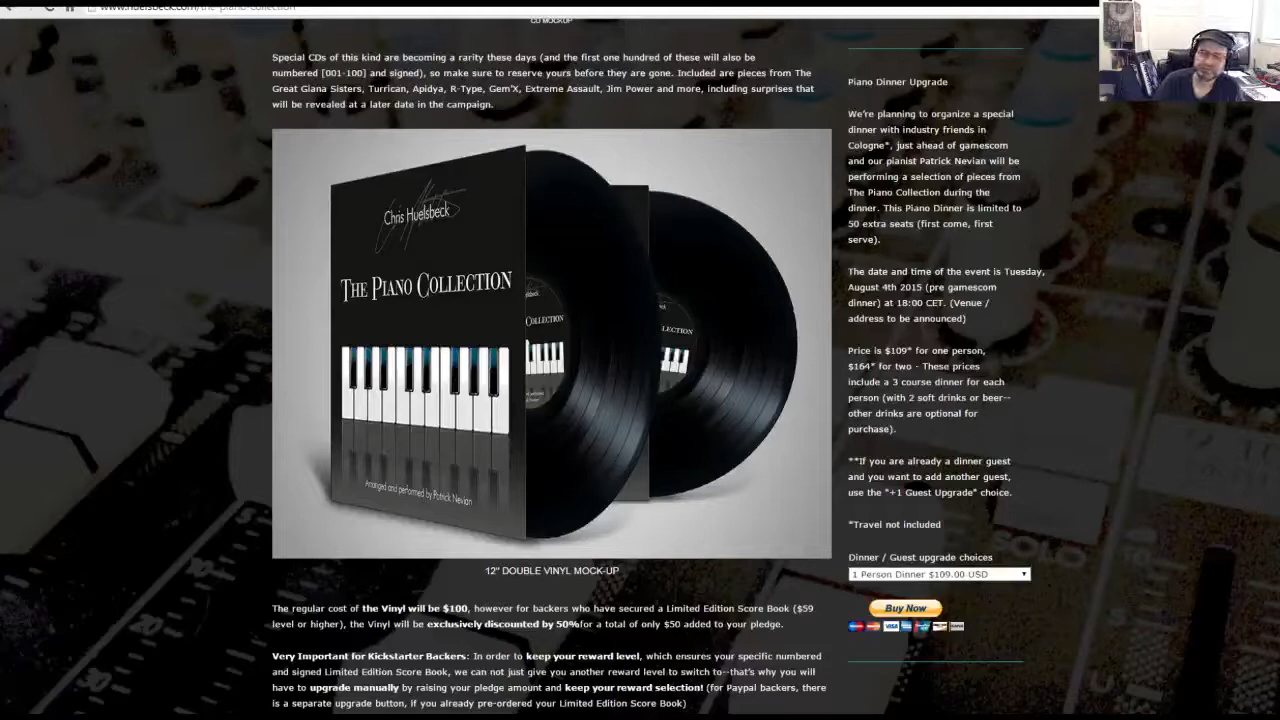 www.huelsbeck.com/the-piano-collection
CD MOCKUP
Special CDs of this kind are becoming a rarity these days (and the first one hundred of these will also be
numbered [001-100] and signed), so make sure to reserve yours before they are gone. Included are pieces from The
Great Giana Sisters, Turrican, Apidya, R-Type, Gem'X, Extreme Assault, Jim Power and more, including surprises that
will be revealed at a later date in the campaign.
Chris Huelsbeck
THE PIANO COLLECTION
Arranged and performed by Patrick Nevian
12" DOUBLE VINYL MOCK-UP
The regular cost of the Vinyl will be $100, however for backers who have secured a Limited Edition Score Book ($59
level or higher), the Vinyl will be exclusively discounted by 50%for a total of only $50 added to your pledge.
Very Important for Kickstarter Backers: In order to keep your reward level, which ensures your specific numbered
and signed Limited Edition Score Book, we can not just give you another reward level to switch to--that's why you will
have to upgrade manually by raising your pledge amount and keep your reward selection! (for Paypal backers, there
is a separate upgrade button, if you already pre-ordered your Limited Edition Score Book)
Piano Dinner Upgrade
We're planning to organize a special
dinner with industry friends in
Cologne*, just ahead of gamescom
and our pianist Patrick Nevian will be
performing a selection of pieces from
The Piano Collection during the
dinner. This Piano Dinner is limited to
50 extra seats (first come, first
serve).
The date and time of the event is Tuesday,
August 4th 2015 (pre gamescom
dinner) at 18:00 CET. (Venue /
address to be announced)
Price is $109* for one person,
$164* for two - These prices
include a 3 course dinner for each
person (with 2 soft drinks or beer--
other drinks are optional for
purchase).
**If you are already a dinner guest
and you want to add another guest,
use the "+1 Guest Upgrade" choice.
*Travel not included
Dinner / Guest upgrade choices
1 Person Dinner $109.00 USD
Buy Now
VISA